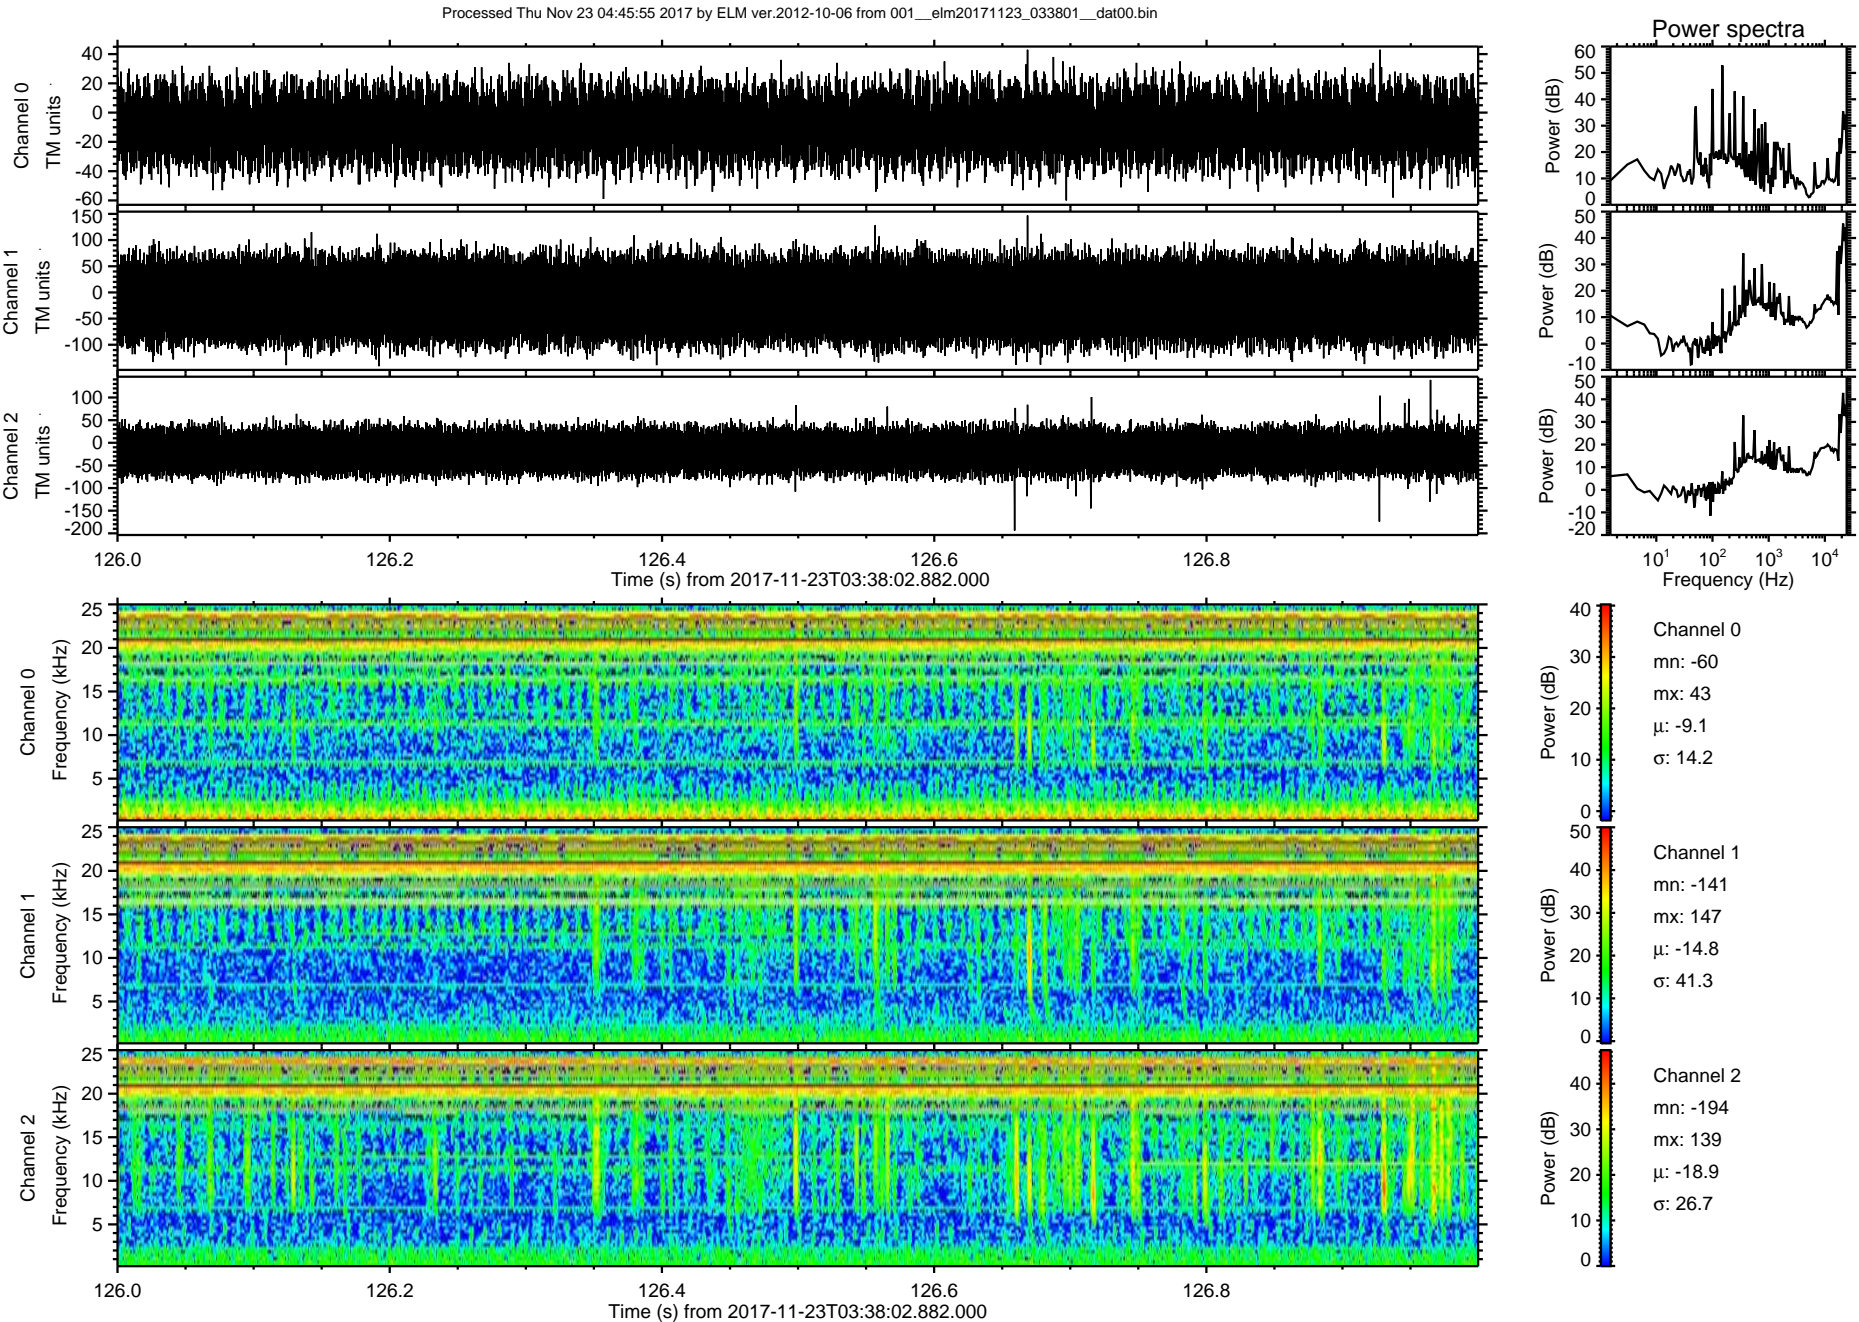 Processed Thu Nov 23 04:45:55 2017 by ELM ver.2012-10-06 from 001__elm20171123_033801__dat00.bin
Power spectra
Channel 0
TM units
40
20
0
-20
-40
-60
Power (dB)
60
50
40
30
20
10
0
Channel 1
TM units
150
100
50
0
-50
-100
Power (dB)
50
40
30
20
10
0
-10
Channel 2
TM units
100
50
0
-50
-100
-150
-200
Power (dB)
50
40
30
20
10
0
-10
-20
126.0 126.2 126.4 126.6 126.8
Time (s) from 2017-11-23T03:38:02.882.000
10¹ 10² 10³ 10⁴
Frequency (Hz)
Channel 0
Frequency (kHz)
25
20
15
10
5
Power (dB)
40
30
20
10
0
Channel 0
mn: -60
mx: 43
μ: -9.1
σ: 14.2
Channel 1
Frequency (kHz)
25
20
15
10
5
Power (dB)
50
40
30
20
10
0
Channel 1
mn: -141
mx: 147
μ: -14.8
σ: 41.3
Channel 2
Frequency (kHz)
25
20
15
10
5
Power (dB)
40
30
20
10
0
Channel 2
mn: -194
mx: 139
μ: -18.9
σ: 26.7
126.0 126.2 126.4 126.6 126.8
Time (s) from 2017-11-23T03:38:02.882.000